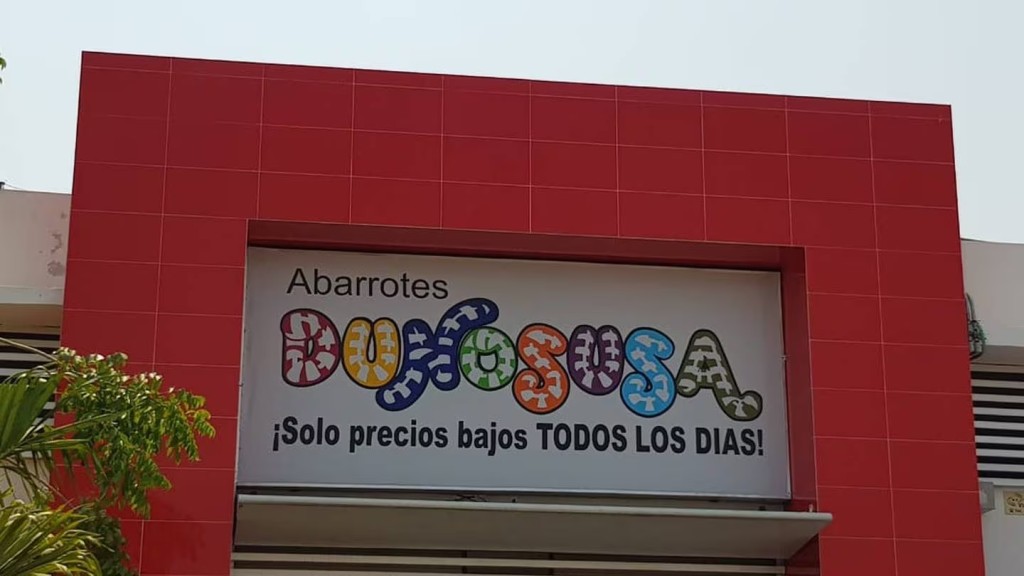 Abarrotes
DUNOSUSA
¡Solo precios bajos TODOS LOS DIAS!